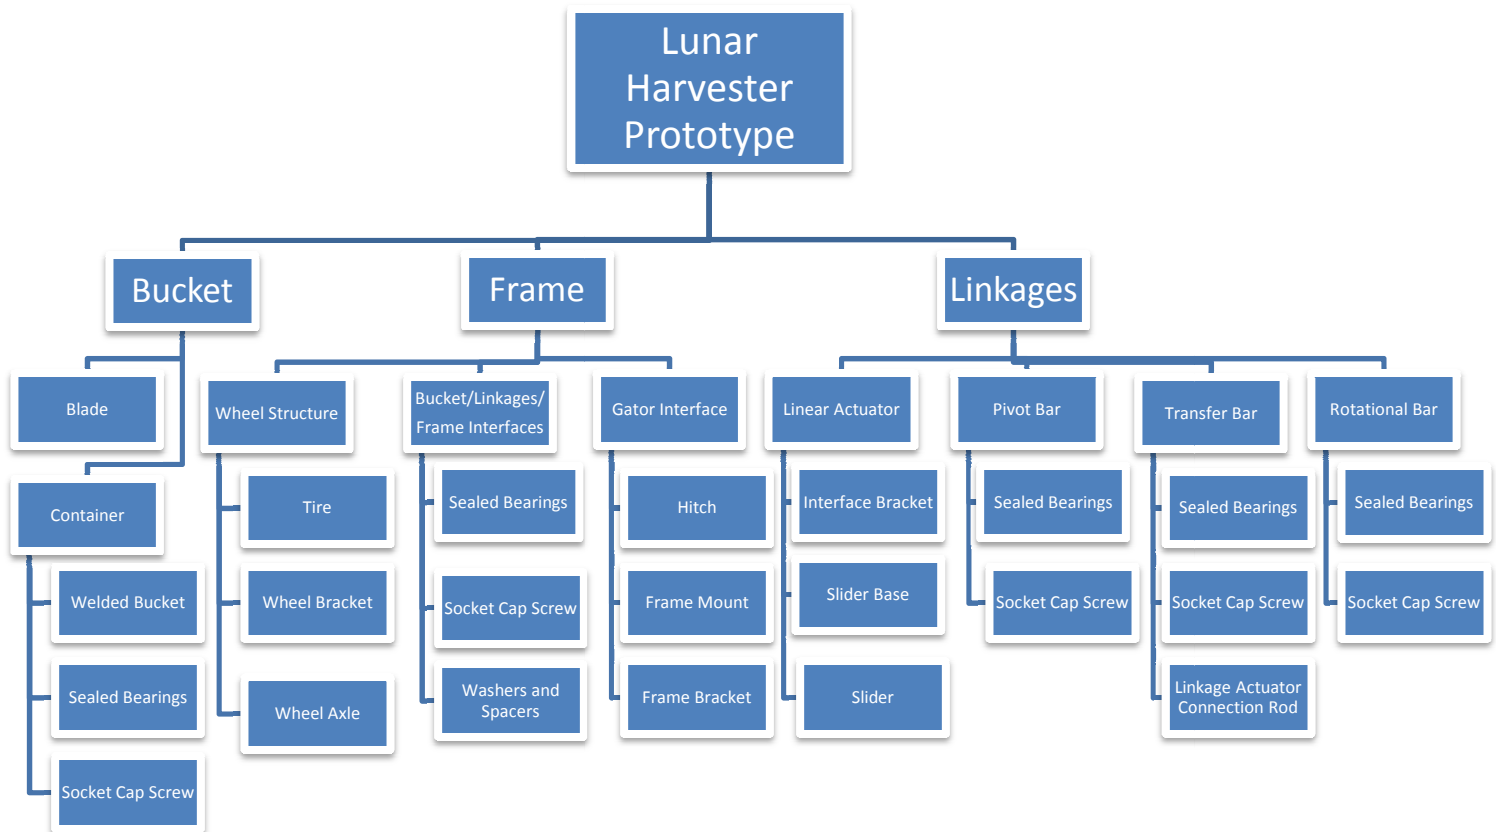 Lunar
Harvester
Prototype
Bucket
Frame
Linkages
Blade
Container
Welded Bucket
Sealed Bearings
Socket Cap Screw
Wheel Structure
Tire
Wheel Bracket
Wheel Axle
Bucket/Linkages/
Frame Interfaces
Sealed Bearings
Socket Cap Screw
Washers and
Spacers
Gator Interface
Hitch
Frame Mount
Frame Bracket
Linear Actuator
Interface Bracket
Slider Base
Slider
Pivot Bar
Sealed Bearings
Socket Cap Screw
Transfer Bar
Sealed Bearings
Socket Cap Screw
Linkage Actuator
Connection Rod
Rotational Bar
Sealed Bearings
Socket Cap Screw